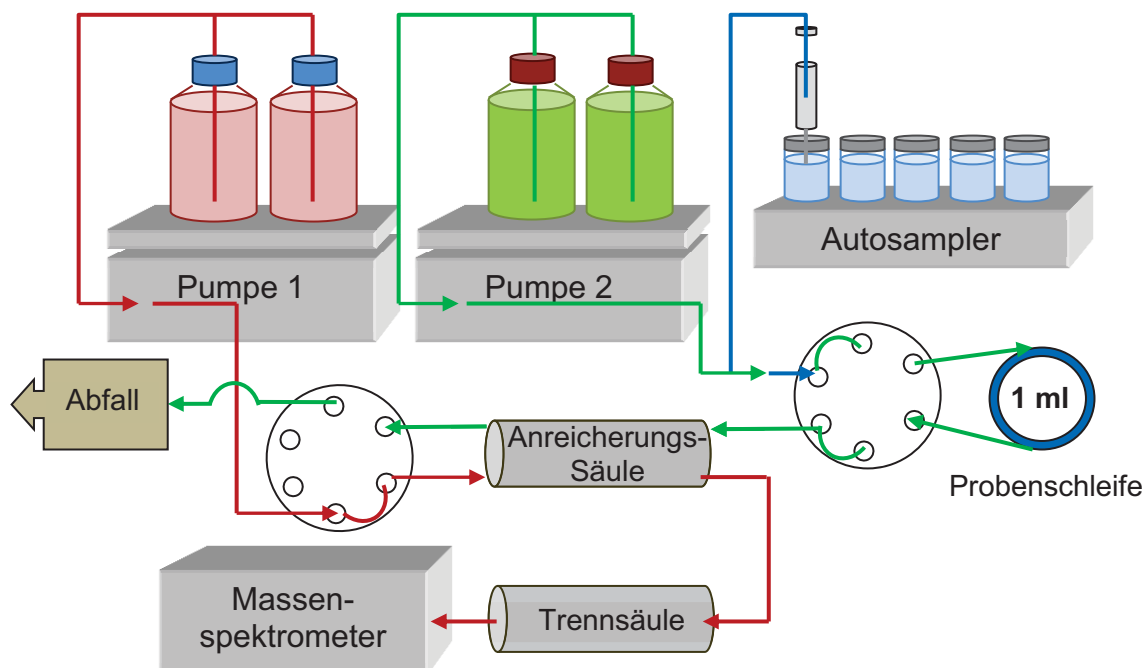 Pumpe 1
Pumpe 2
Autosampler
Abfall
Anreicherungs-
Säule
1 ml
Probenschleife
Massen-
spektrometer
Trennsäule